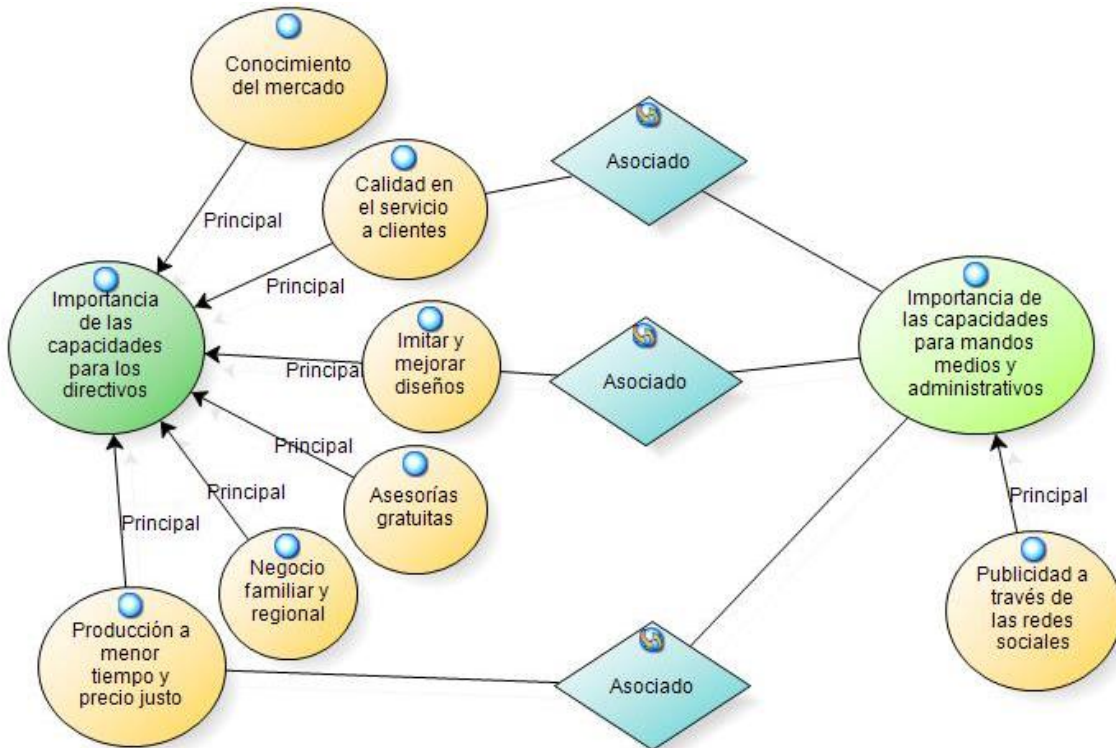 Conocimiento
del mercado
Asociado
Calidad en
el servicio
a clientes
Principal
Principal
Importancia
de las
capacidades
para los
directivos
Importancia de
las capacidades
para mandos
medios y
administrativos
Imitar y
mejorar
diseños
Principal
Asociado
Principal
Asesorías
gratuitas
Principal
Principal
Principal
Negocio
familiar y
regional
Publicidad a
través de
las redes
sociales
Producción a
menor
tiempo y
precio justo
Asociado